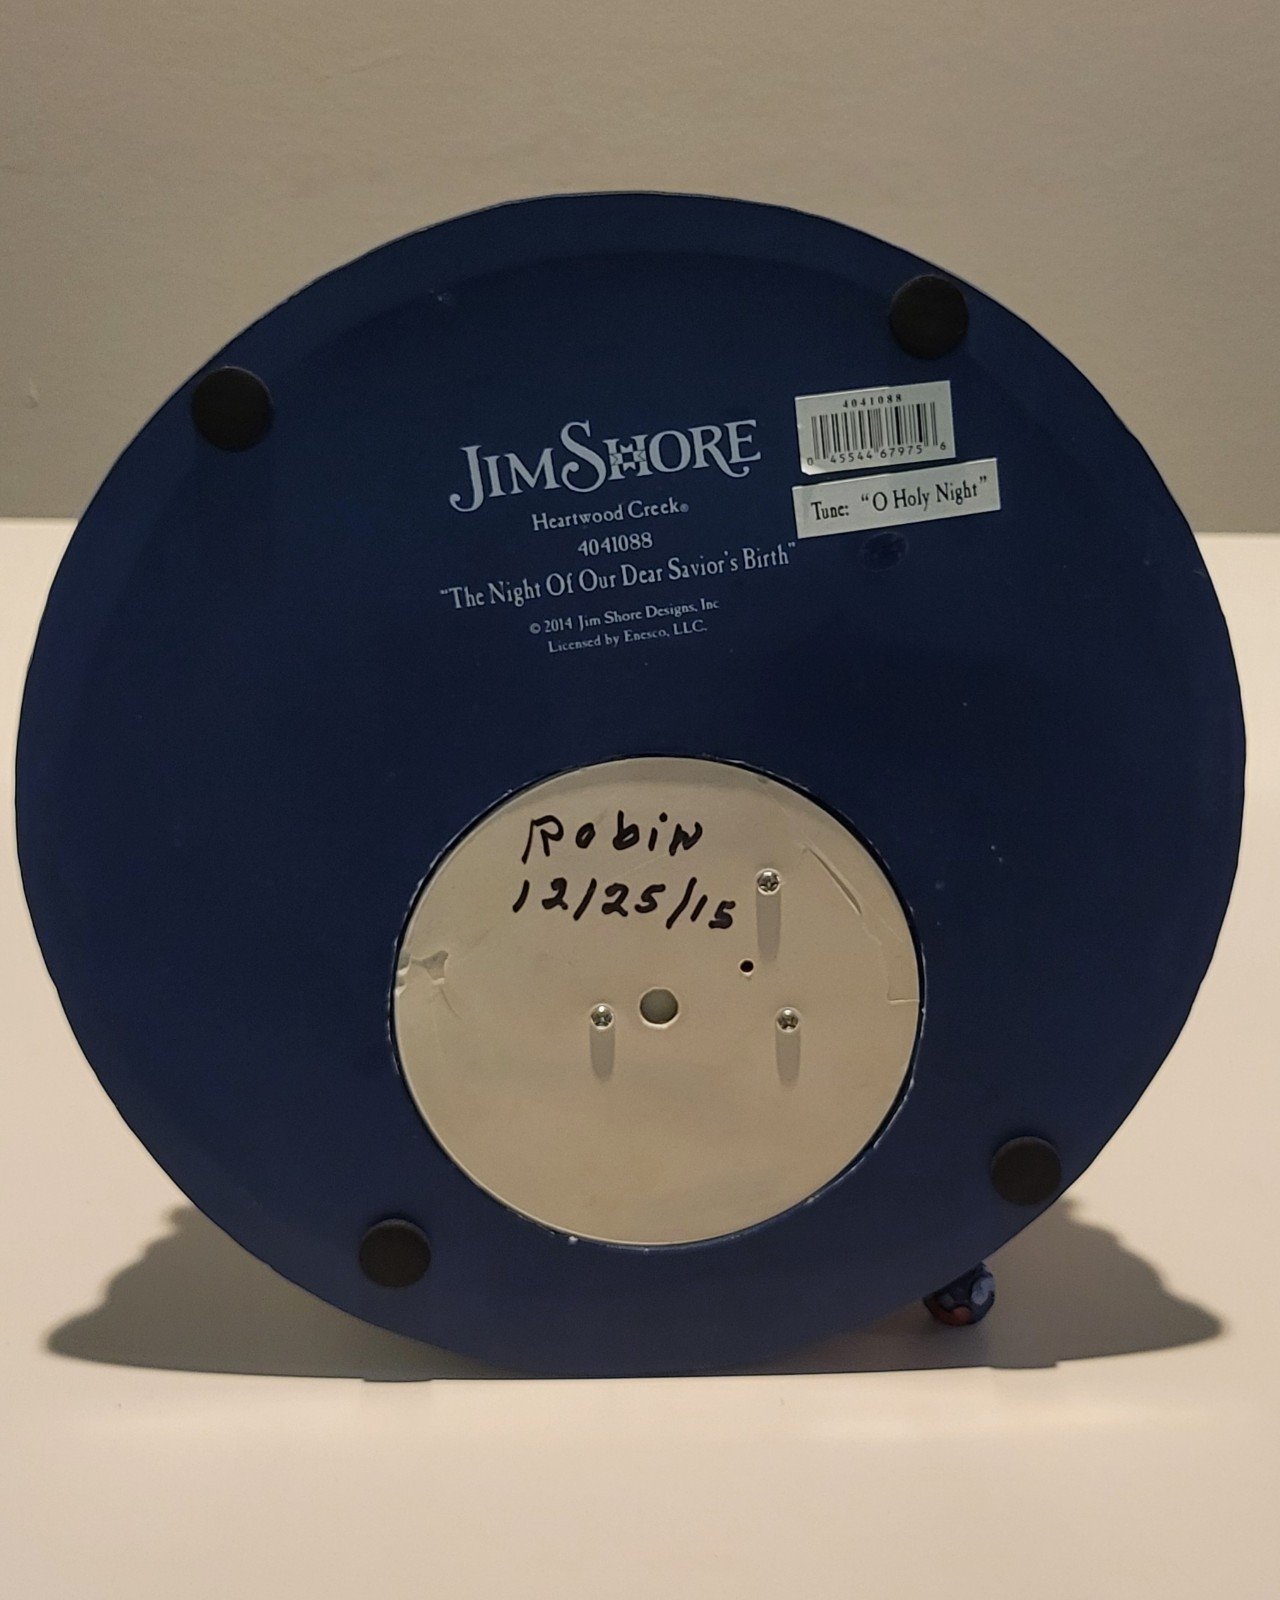 JIM SHORE
Heartwood Creek®
4041088
"The Night Of Our Dear Savior's Birth"
© 2014 Jim Shore Designs, Inc
Licensed by Enesco, LLC.
4041088
0 45544 67975 6
Tune: "O Holy Night"
Robin
12/25/15